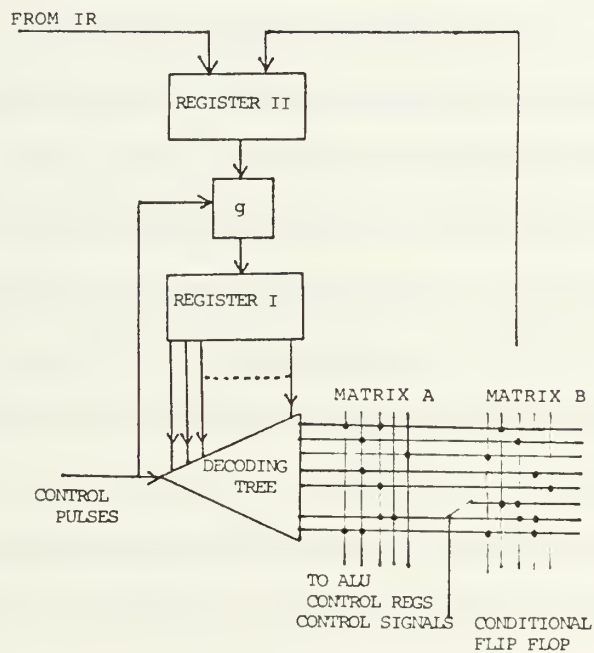 FROM IR
REGISTER II
g
REGISTER I
MATRIX A
MATRIX B
DECODING
TREE
CONTROL
PULSES
TO ALU
CONTROL REGS
CONTROL SIGNALS
CONDITIONAL
FLIP FLOP